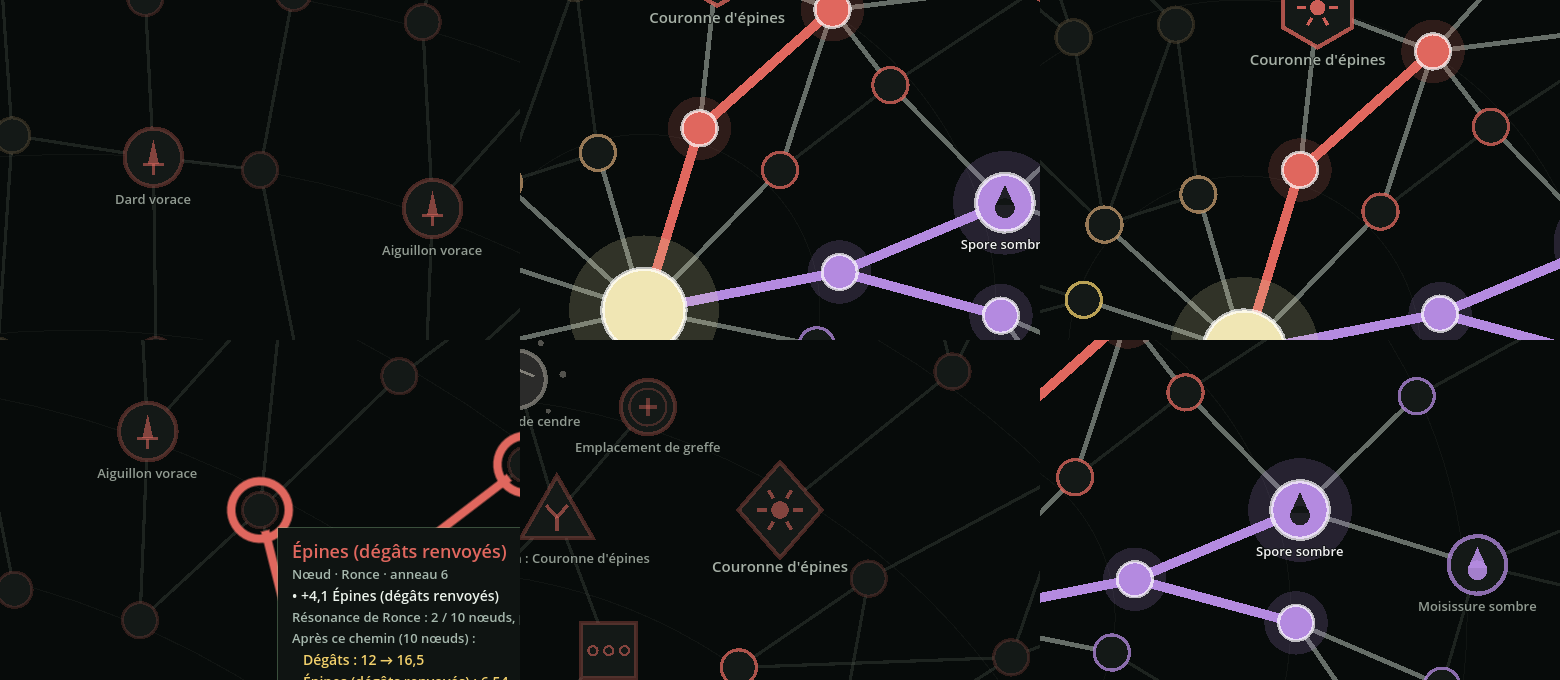 Couronne d'épines
Couronne d'épines
Dard vorace
Aiguillon vorace
Spore sombr
de cendre
Emplacement de greffe
Aiguillon vorace
: Couronne d'épines
Couronne d'épines
Spore sombre
Moisissure sombre
Épines (dégâts renvoyés)
Nœud · Ronce · anneau 6
• +4,1 Épines (dégâts renvoyés)
Résonance de Ronce : 2 / 10 nœuds,
Après ce chemin (10 nœuds) :
Dégâts : 12 → 16,5